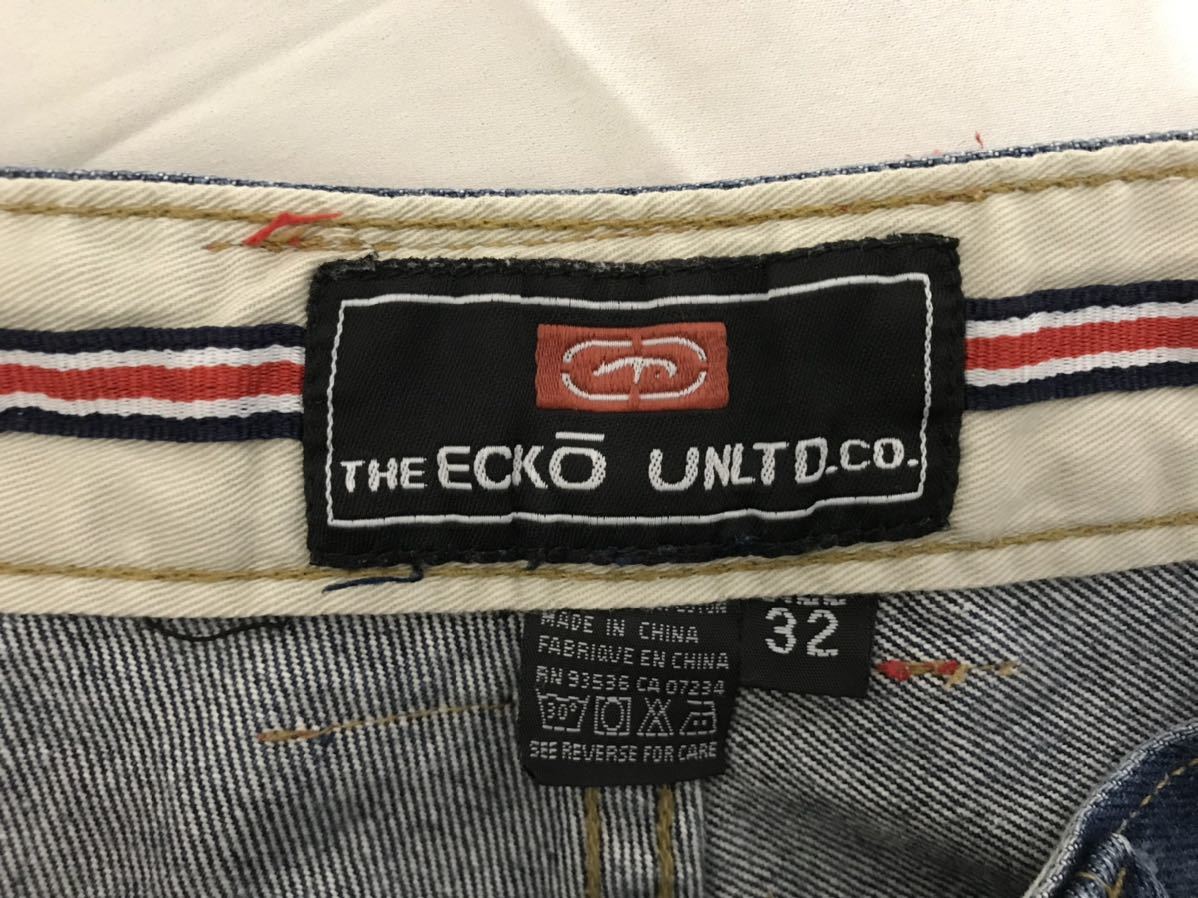 THE ECKŌ UNLTD.CO.
MADE IN CHINA
FABRIQUE EN CHINA
RN 93536 CA 07234
30°
SEE REVERSE FOR CARE
32